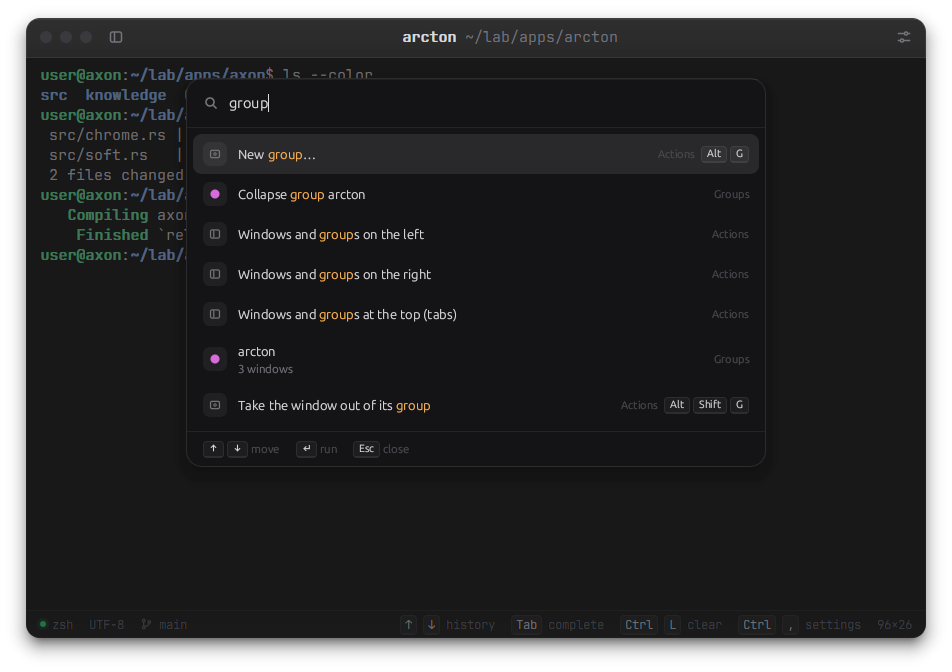 arcton ~/lab/apps/arcton
user@axon:~/lab/apps/axon$ ls --color
src knowledge
user@axon:~/lab/a
src/chrome.rs |
src/soft.rs |
2 files changed
user@axon:~/lab/a
Compiling axo
Finished `re
user@axon:~/lab/a
group
New group… Actions Alt G
Collapse group arcton Groups
Windows and groups on the left Actions
Windows and groups on the right Actions
Windows and groups at the top (tabs) Actions
arcton Groups
3 windows
Take the window out of its group Actions Alt Shift G
↑ ↓ move ↵ run Esc close
zsh UTF-8 main ↑ ↓ history Tab complete Ctrl L clear Ctrl , settings 96×26